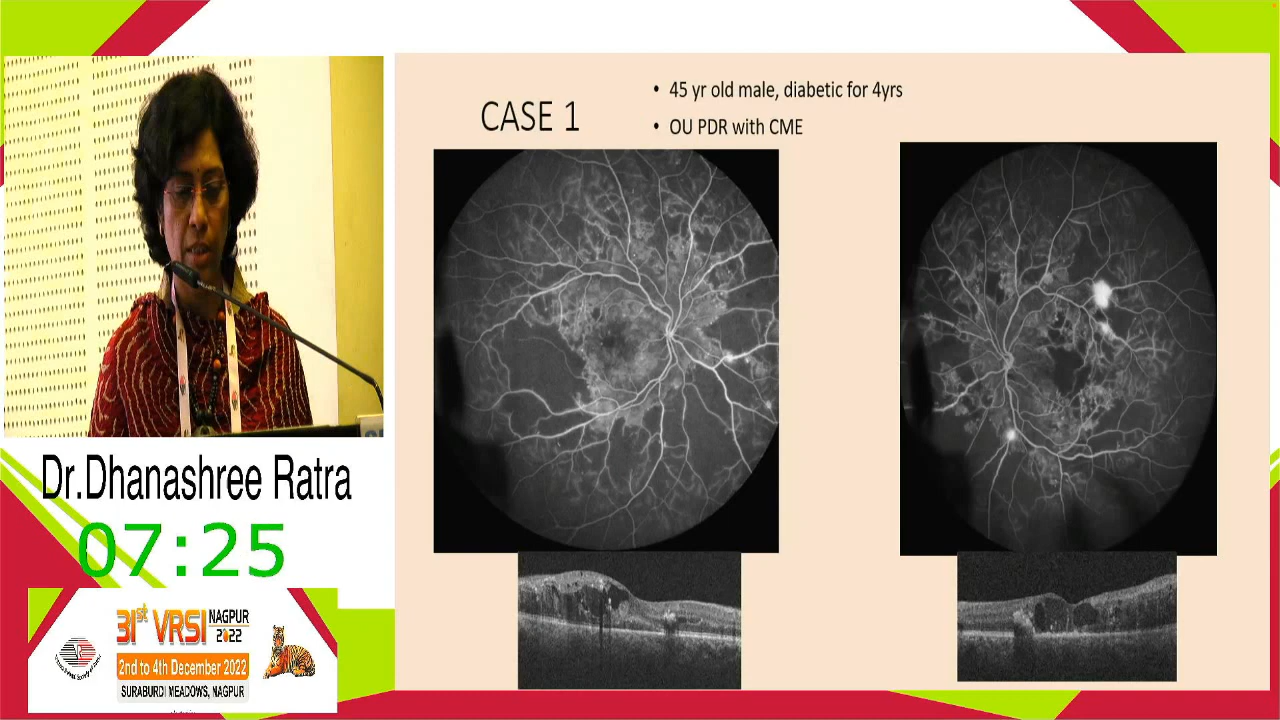 CASE 1
• 45 yr old male, diabetic for 4yrs
• OU PDR with CME
Dr.Dhanashree Ratra
07:25
31st VRSI NAGPUR 2022
2nd to 4th December 2022
SURABURDI MEADOWS, NAGPUR